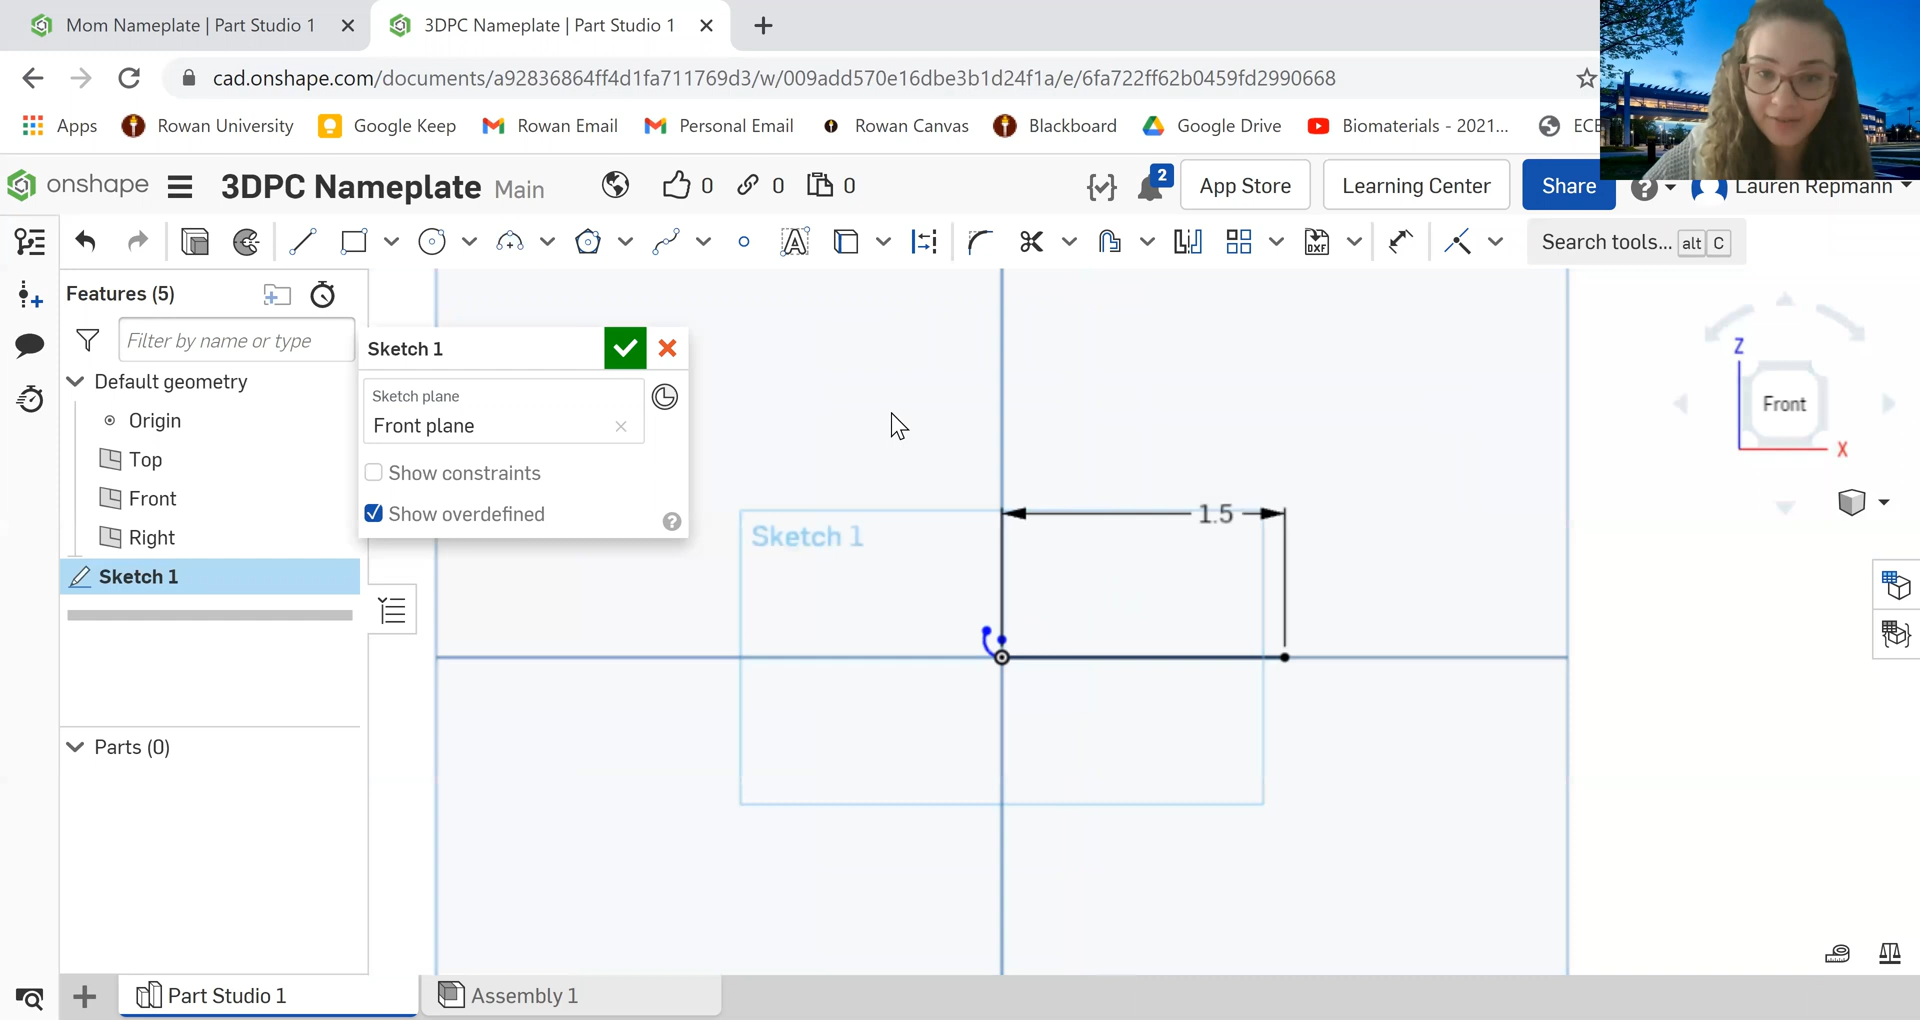 Mom Nameplate | Part Studio 1
3DPC Nameplate | Part Studio 1
cad.onshape.com/documents/a92836864ff4d1fa711769d3/w/009add570e16dbe3b1d24f1a/e/6fa722ff62b0459fd2990668
Apps Rowan University Google Keep Rowan Email Personal Email Rowan Canvas Blackboard Google Drive Biomaterials - 2021... ECE
onshape 3DPC Nameplate Main 0 0 0 2 App Store Learning Center Share Lauren Repmann
DXF Search tools... alt C
Features (5)
Filter by name or type
Default geometry
Origin
Top
Front
Right
Sketch 1
Parts (0)
Sketch 1
Sketch plane
Front plane
Show constraints
Show overdefined
Sketch 1
1.5
Z
Front
X
Part Studio 1 Assembly 1